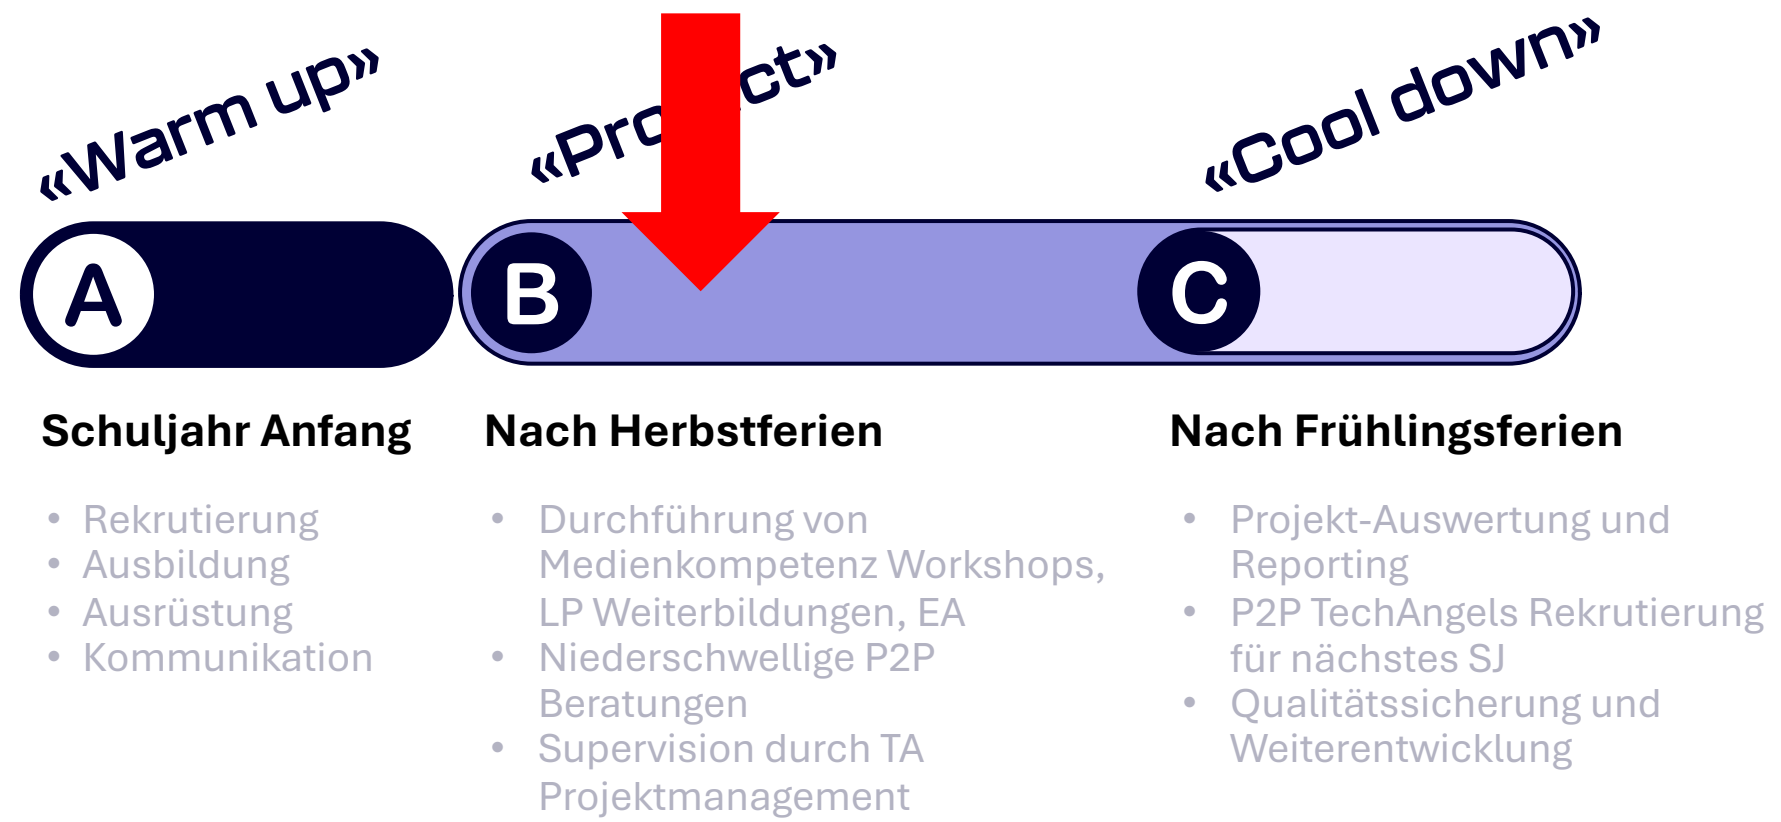 «Warm up»
«Cool down»
A
B
C
Schuljahr Anfang
• Rekrutierung
• Ausbildung
• Ausrüstung
• Kommunikation
Nach Herbstferien
• Durchführung von
Medienkompetenz Workshops,
LP Weiterbildungen, EA
• Niederschwellige P2P
Beratungen
• Supervision durch TA
Projektmanagement
Nach Frühlingsferien
• Projekt-Auswertung und
Reporting
• P2P TechAngels Rekrutierung
für nächstes SJ
• Qualitätssicherung und
Weiterentwicklung